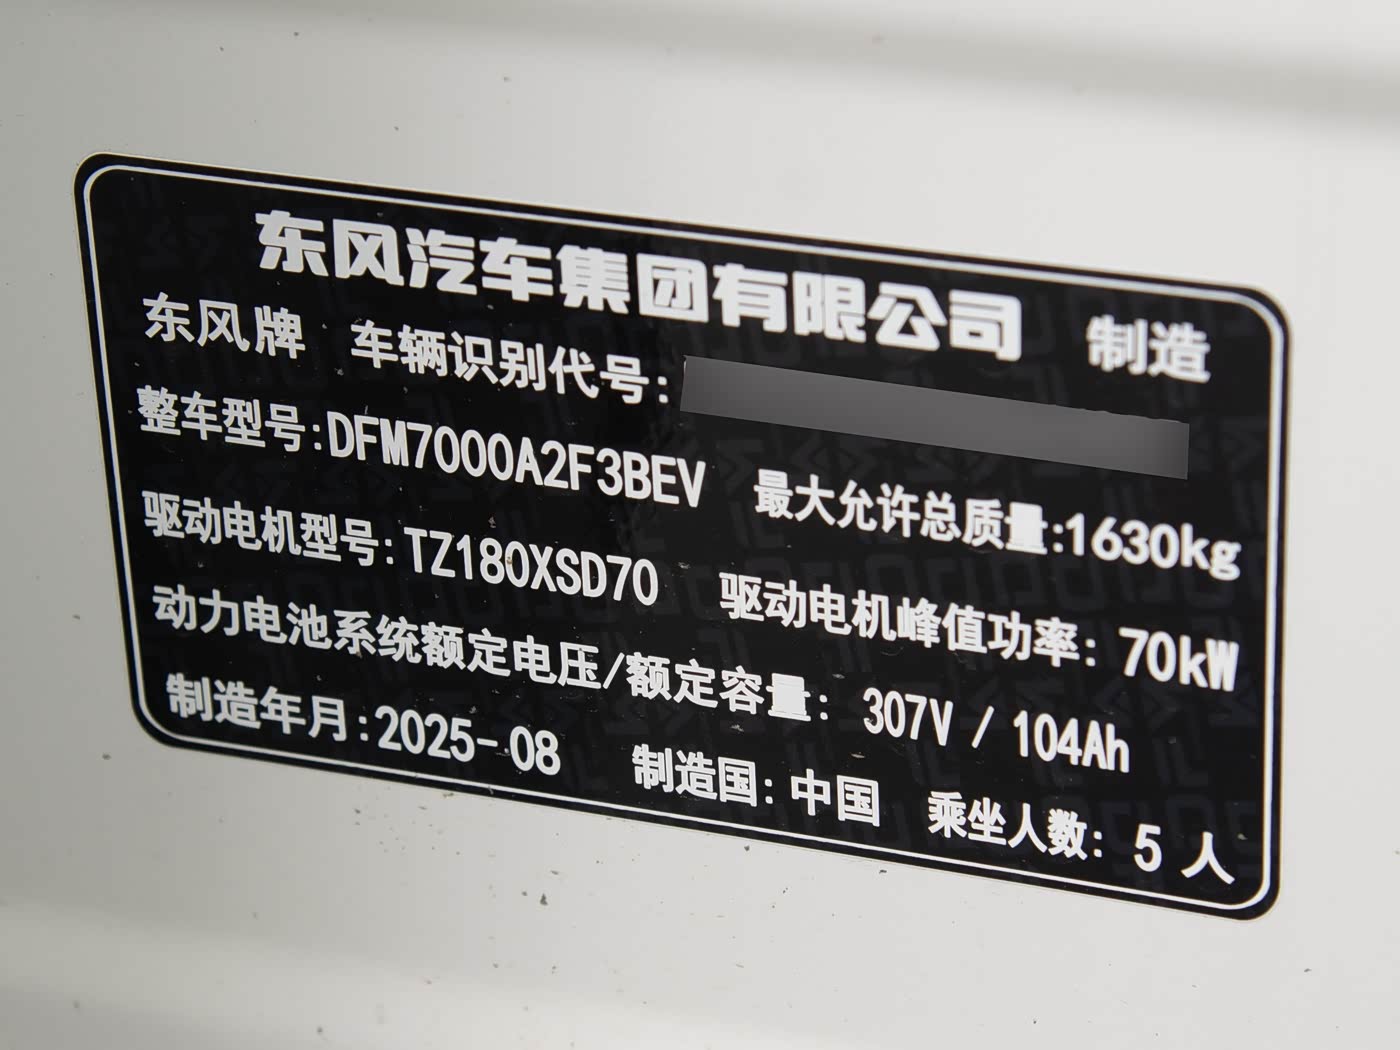 东风汽车集团有限公司 制造
东风牌 车辆识别代号:
整车型号:DFM7000A2F3BEV 最大允许总质量:1630kg
驱动电机型号:TZ180XSD70 驱动电机峰值功率: 70kW
动力电池系统额定电压/额定容量: 307V / 104Ah
制造年月:2025-08 制造国: 中国 乘坐人数: 5 人